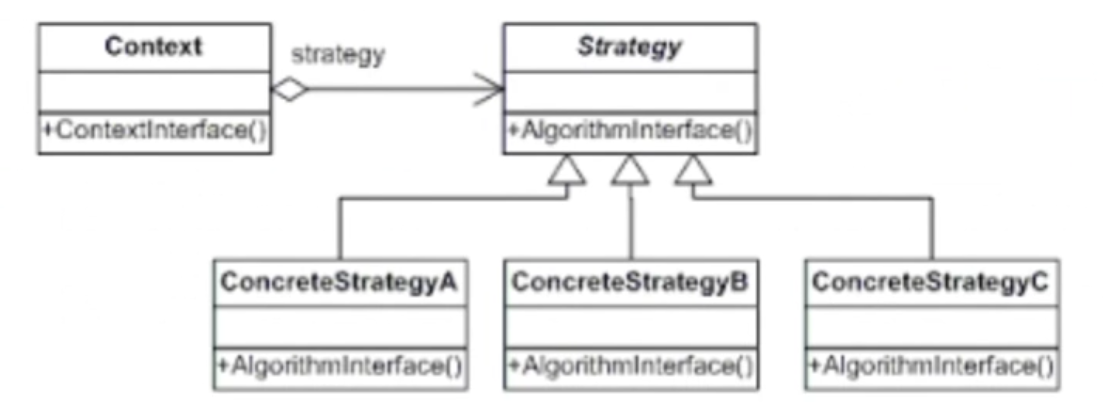 Context
strategy
Strategy
+ContextInterface()
+AlgorithmInterface()
ConcreteStrategyA
ConcreteStrategyB
ConcreteStrategyC
+AlgorithmInterface()
+AlgorithmInterface()
+AlgorithmInterface()